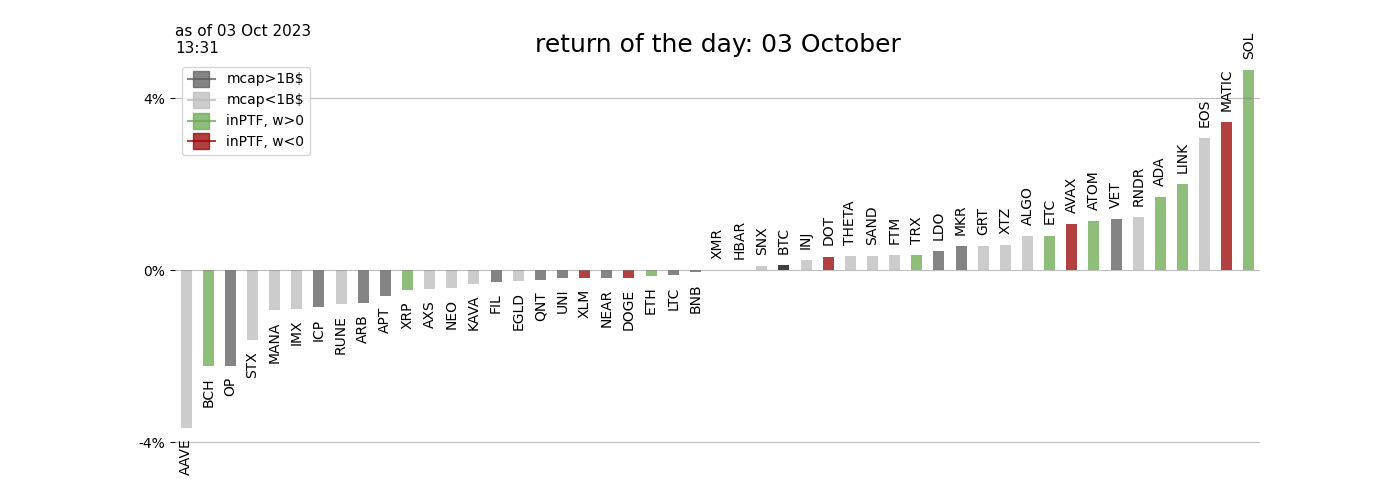 as of 03 Oct 2023
13:31
return of the day: 03 October
mcap>1B$
mcap<1B$
inPTF, w>0
inPTF, w<0
4%
0%
-4%
AAVE
BCH
OP
STX
MANA
IMX
ICP
RUNE
ARB
APT
XRP
AXS
NEO
KAVA
FIL
EGLD
QNT
UNI
XLM
NEAR
DOGE
ETH
LTC
BNB
XMR
HBAR
SNX
BTC
INJ
DOT
THETA
SAND
FTM
TRX
LDO
MKR
GRT
XTZ
ALGO
ETC
AVAX
ATOM
VET
RNDR
ADA
LINK
EOS
MATIC
SOL